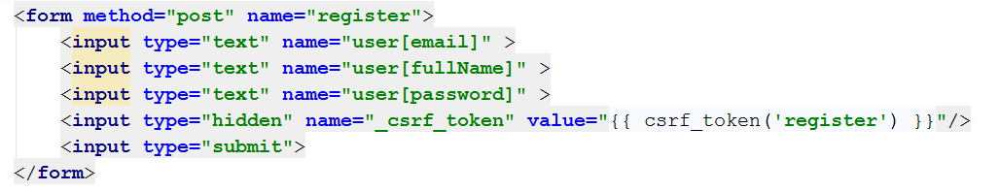 <form method="post" name="register">
<input type="text" name="user[email]" >
<input type="text" name="user[fullName]" >
<input type="text" name="user[password]" >
<input type="hidden" name="_csrf_token" value="{{ csrf_token('register') }}"/>
<input type="submit">
</form>